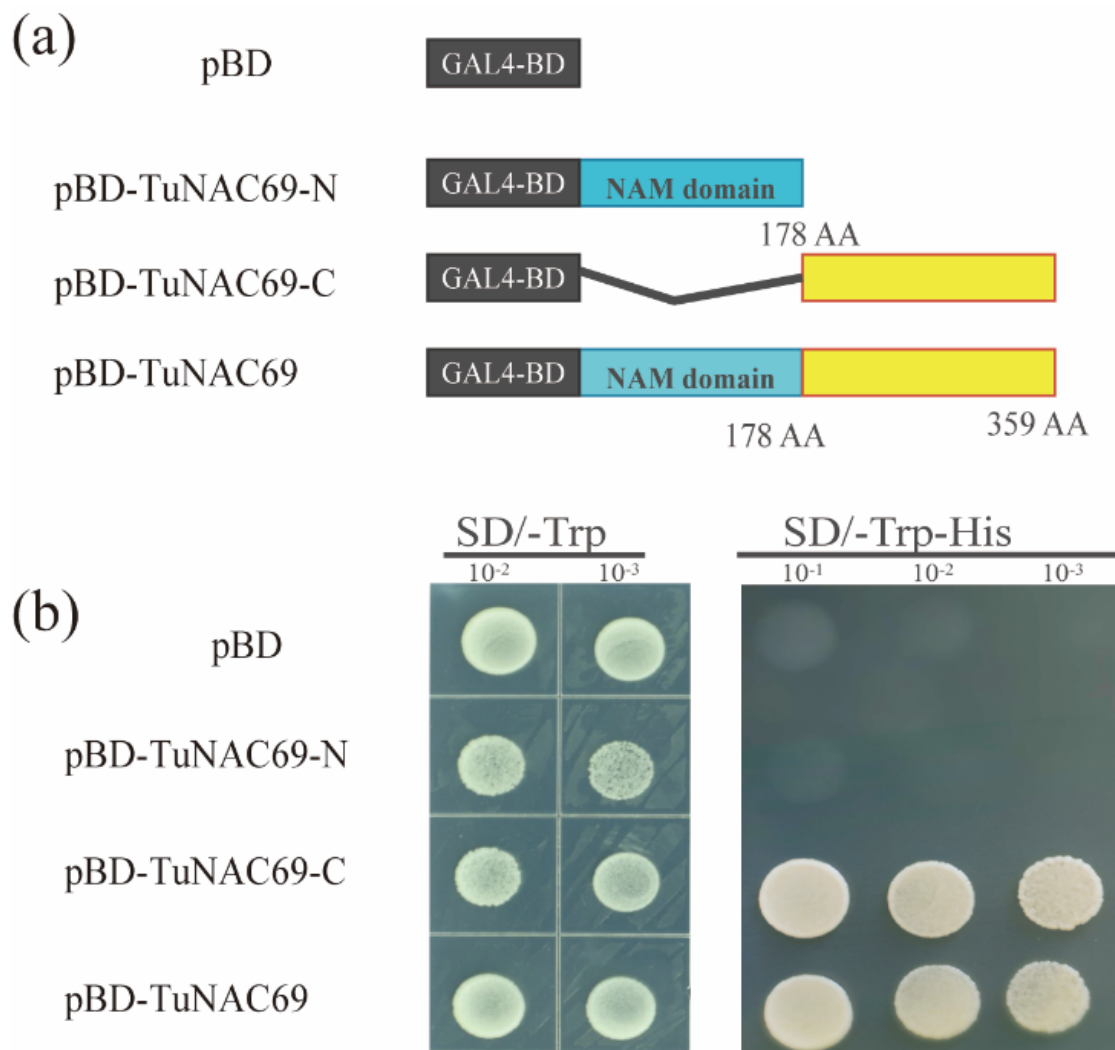 (a)
pBD
GAL4-BD
pBD-TuNAC69-N
GAL4-BD
NAM domain
178 AA
pBD-TuNAC69-C
GAL4-BD
pBD-TuNAC69
GAL4-BD
NAM domain
178 AA
359 AA
SD/-Trp
SD/-Trp-His
10⁻²
10⁻³
10⁻¹
10⁻²
10⁻³
(b)
pBD
pBD-TuNAC69-N
pBD-TuNAC69-C
pBD-TuNAC69